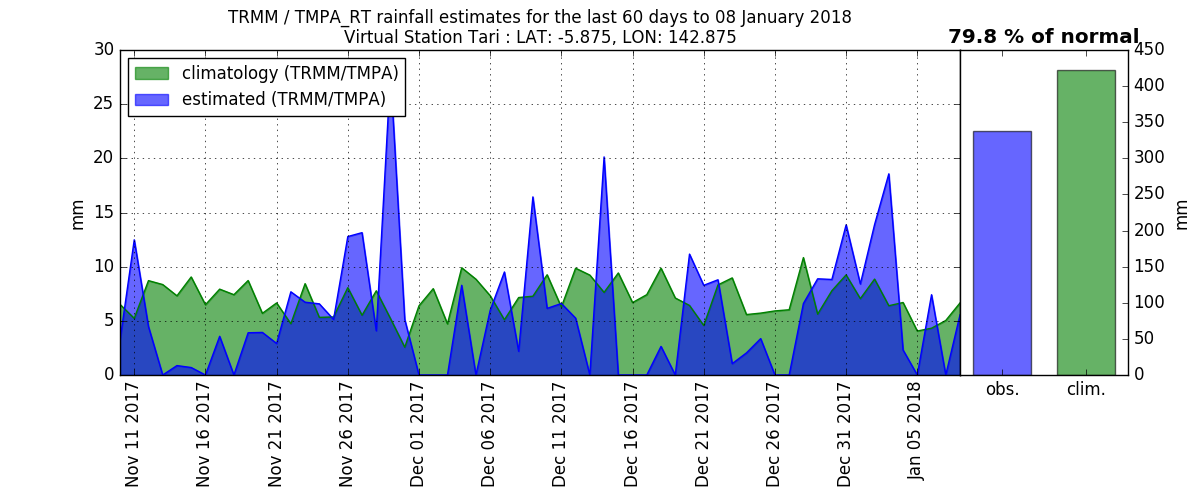 TRMM / TMPA_RT rainfall estimates for the last 60 days to 08 January 2018
Virtual Station Tari : LAT: -5.875, LON: 142.875
79.8 % of normal
climatology (TRMM/TMPA)
estimated (TRMM/TMPA)
mm
30
25
20
15
10
5
0
Nov 11 2017
Nov 16 2017
Nov 21 2017
Nov 26 2017
Dec 01 2017
Dec 06 2017
Dec 11 2017
Dec 16 2017
Dec 21 2017
Dec 26 2017
Dec 31 2017
Jan 05 2018
obs.
clim.
450
400
350
300
250
200
150
100
50
0
mm